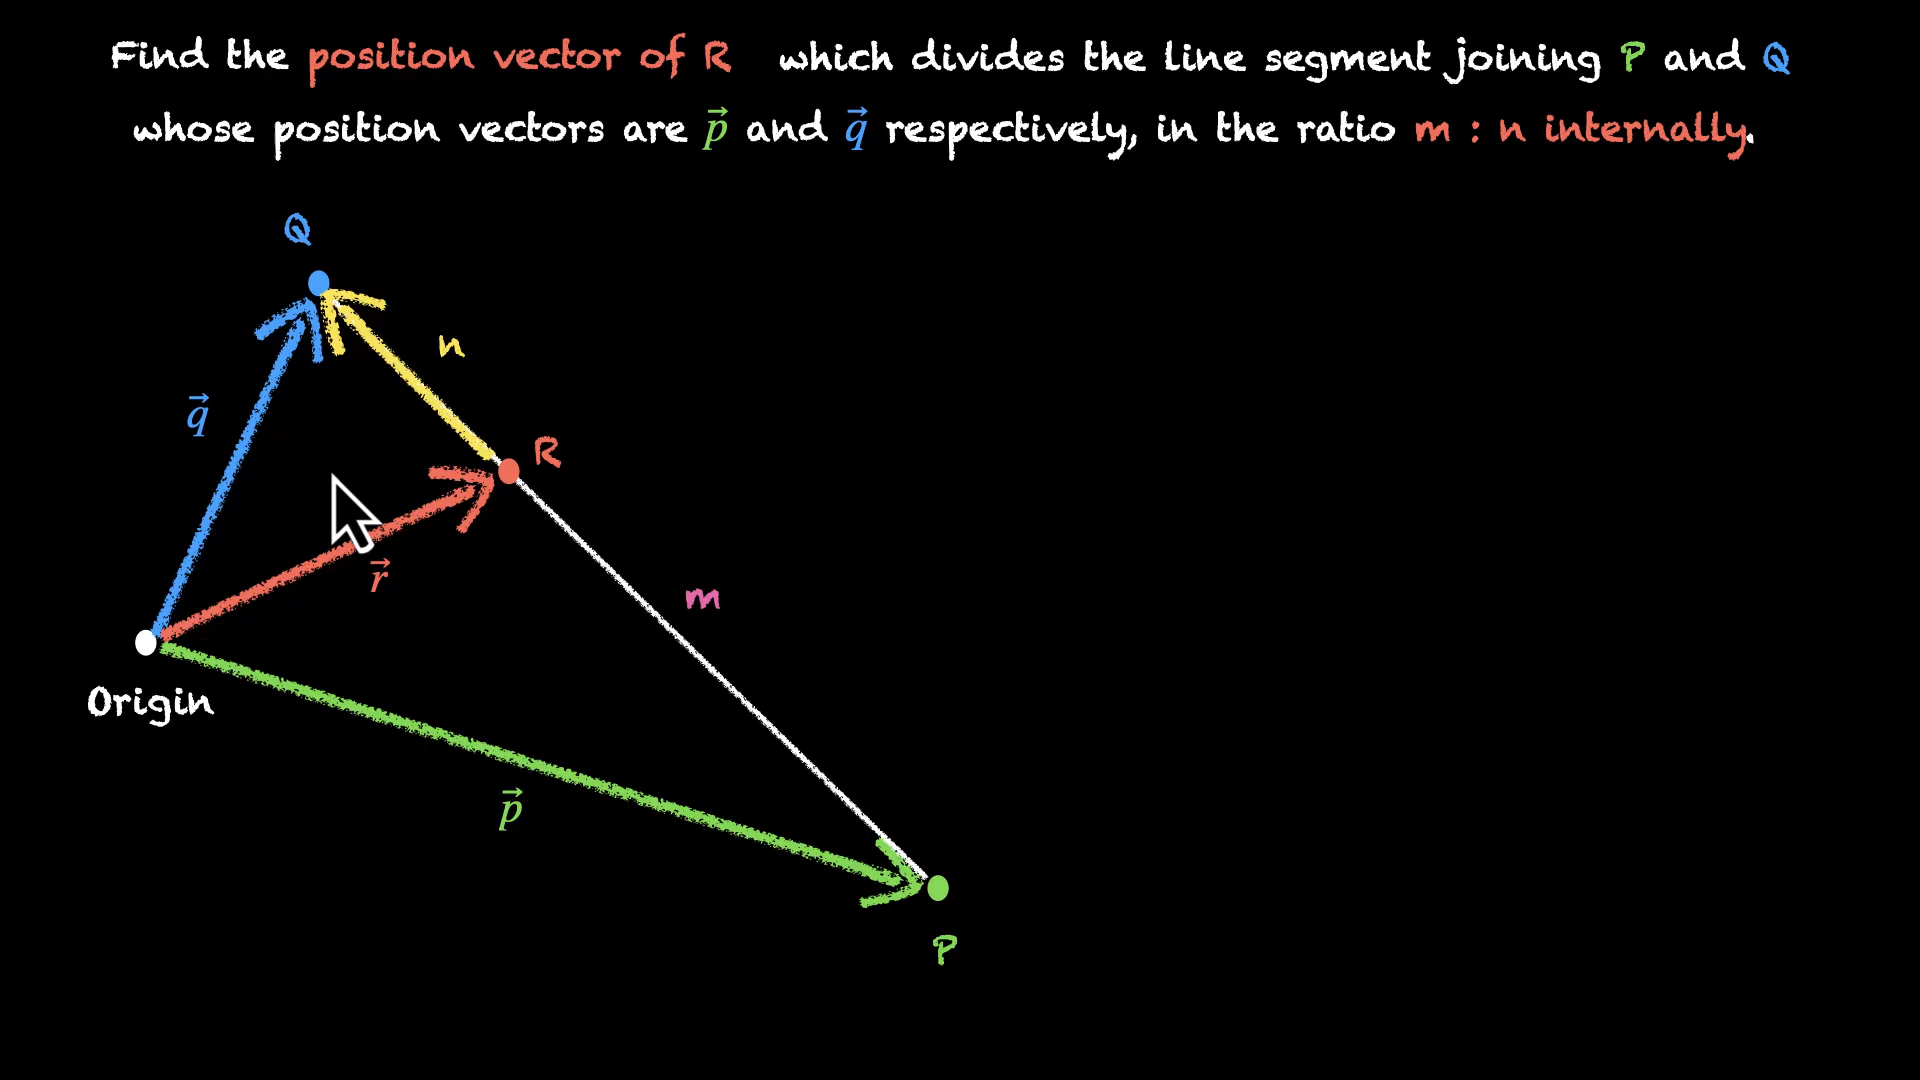 Find the position vector of R which divides the line segment joining P and Q
whose position vectors are p⃗ and q⃗ respectively, in the ratio m : n internally.
Q
n
q⃗
R
r⃗
m
Origin
p⃗
P